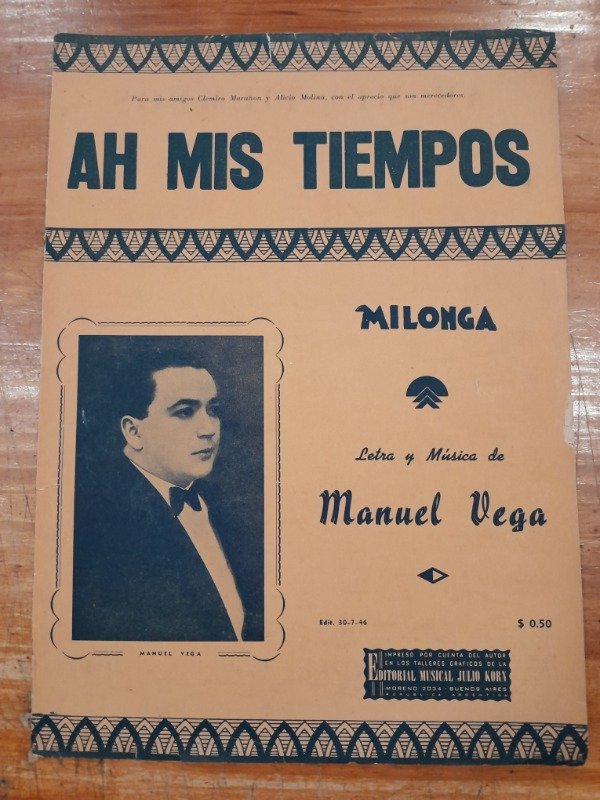 Para mis amigos Clemiro Marañon y Alicio Molina, con el aprecio que son merecedores.
AH MIS TIEMPOS
MILONGA
Letra y Música de
Manuel Vega
Edit. 30-7-46
$ 0.50
MANUEL VEGA
IMPRESO POR CUENTA DEL AUTOR
EN LOS TALLERES GRAFICOS DE LA
EDITORIAL MUSICAL JULIO KORN
MORENO 2034 - BUENOS AIRES
REPUBLICA ARGENTINA